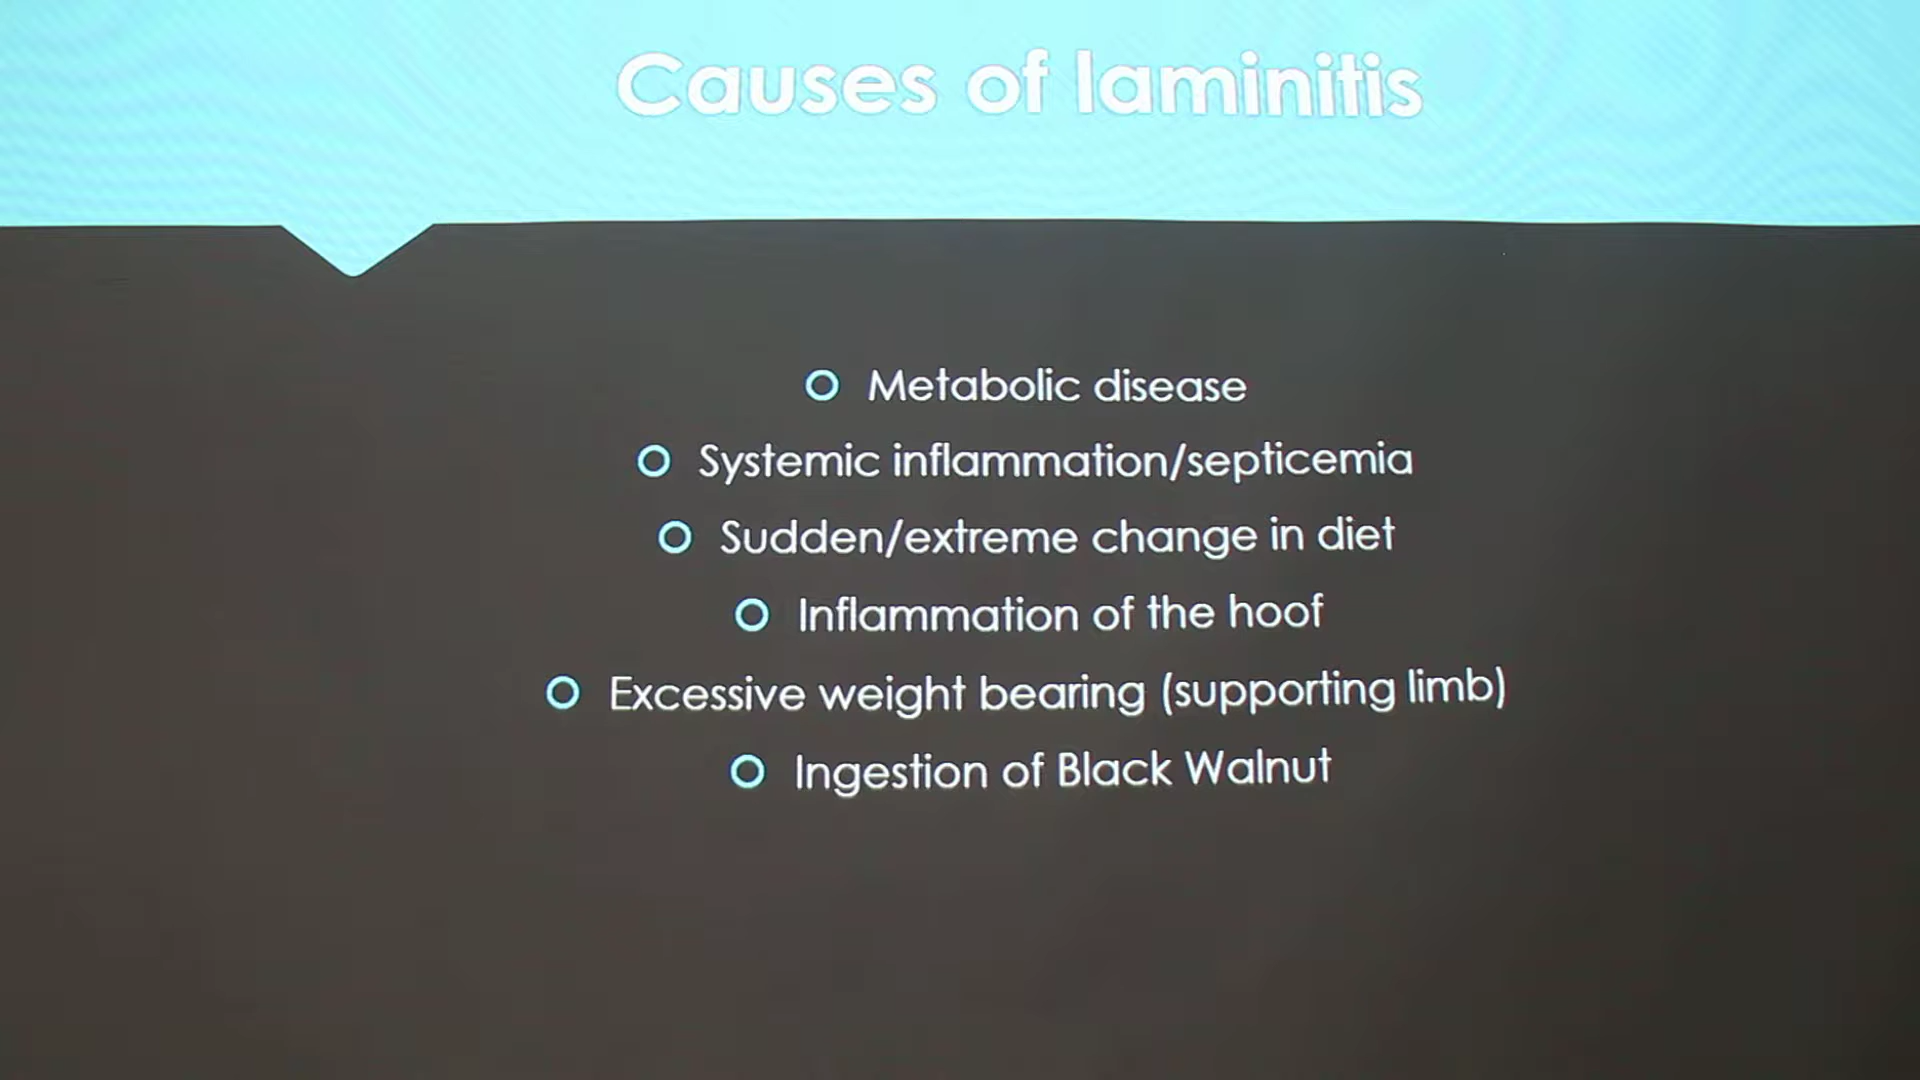 Causes of laminitis
Metabolic disease
Systemic inflammation/septicemia
Sudden/extreme change in diet
Inflammation of the hoof
Excessive weight bearing (supporting limb)
Ingestion of Black Walnut